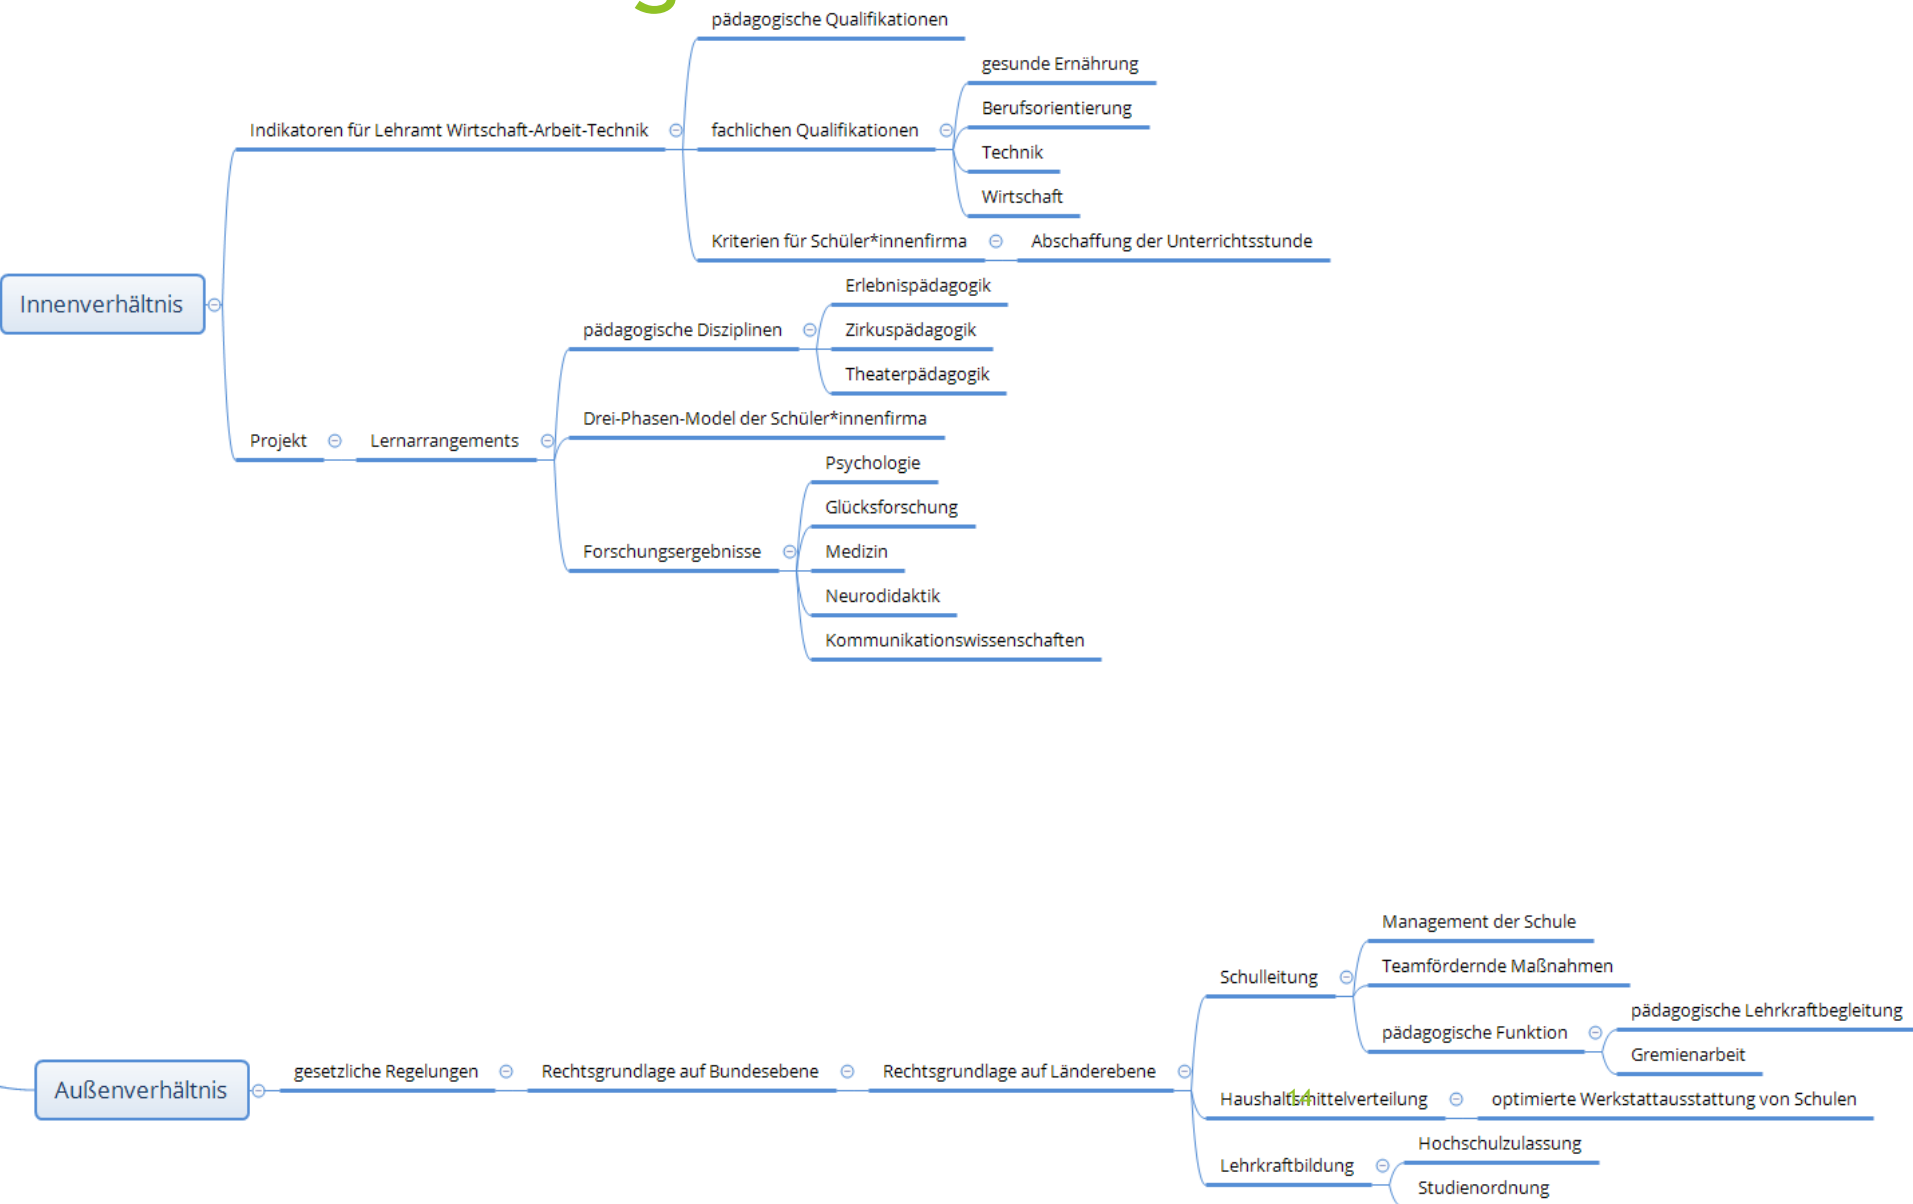 pädagogische Qualifikationen
gesunde Ernährung
Berufsorientierung
Indikatoren für Lehramt Wirtschaft-Arbeit-Technik
fachlichen Qualifikationen
Technik
Wirtschaft
Kriterien für Schüler*innenfirma
Abschaffung der Unterrichtsstunde
Innenverhältnis
Erlebnispädagogik
pädagogische Disziplinen
Zirkuspädagogik
Theaterpädagogik
Drei-Phasen-Model der Schüler*innenfirma
Projekt
Lernarrangements
Psychologie
Glücksforschung
Forschungsergebnisse
Medizin
Neurodidaktik
Kommunikationswissenschaften
Management der Schule
Schulleitung
Teamfördernde Maßnahmen
pädagogische Funktion
pädagogische Lehrkraftbegleitung
Gremienarbeit
Außenverhältnis
gesetzliche Regelungen
Rechtsgrundlage auf Bundesebene
Rechtsgrundlage auf Länderebene
Haushaltsmittelverteilung
14
optimierte Werkstattausstattung von Schulen
Lehrkraftbildung
Hochschulzulassung
Studienordnung